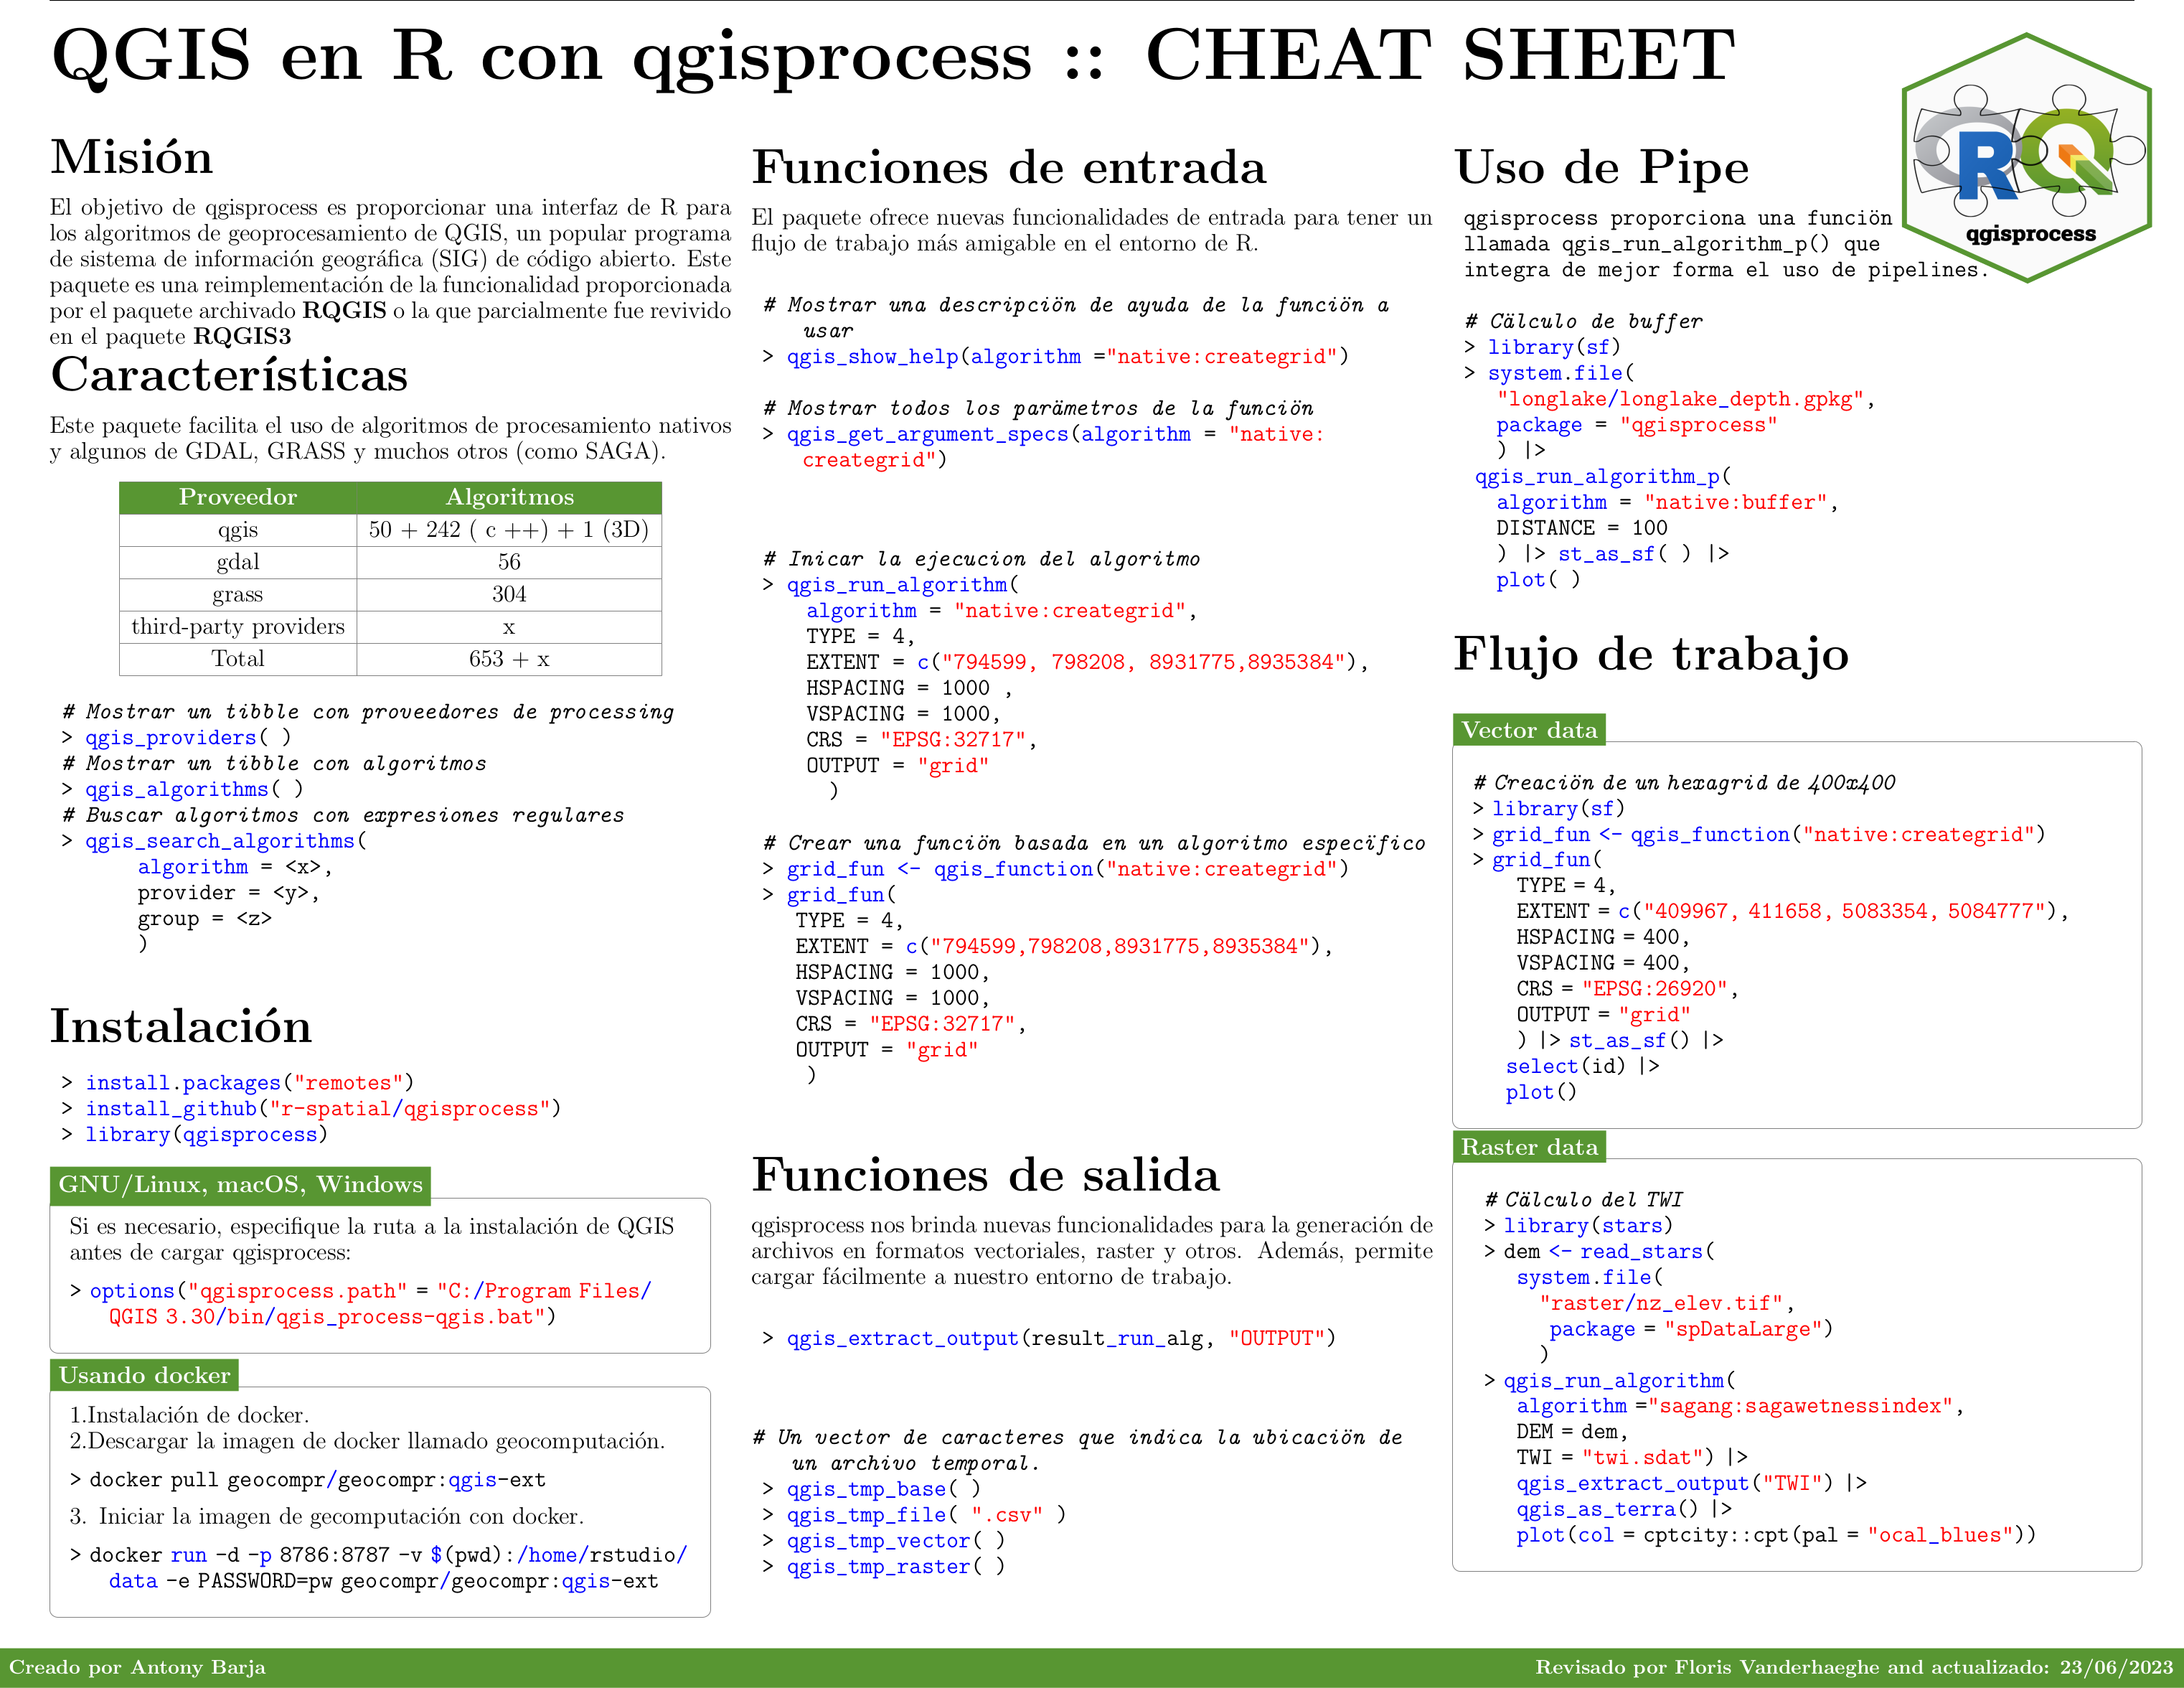 QGIS en R con qgisprocess :: CHEAT SHEET
Misión
El objetivo de qgisprocess es proporcionar una interfaz de R para
los algoritmos de geoprocesamiento de QGIS, un popular programa
de sistema de información geográfica (SIG) de código abierto. Este
paquete es una reimplementación de la funcionalidad proporcionada
por el paquete archivado RQGIS o la que parcialmente fue revivido
en el paquete RQGIS3
Características
Este paquete facilita el uso de algoritmos de procesamiento nativos
y algunos de GDAL, GRASS y muchos otros (como SAGA).
Proveedor Algoritmos
qgis 50 + 242 ( c ++) + 1 (3D)
gdal 56
grass 304
third-party providers x
Total 653 + x
# Mostrar un tibble con proveedores de processing
> qgis_providers( )
# Mostrar un tibble con algoritmos
> qgis_algorithms( )
# Buscar algoritmos con expresiones regulares
> qgis_search_algorithms(
algorithm = <x>,
provider = <y>,
group = <z>
)
Instalación
> install.packages("remotes")
> install_github("r-spatial/qgisprocess")
> library(qgisprocess)
GNU/Linux, macOS, Windows
Si es necesario, especifique la ruta a la instalación de QGIS
antes de cargar qgisprocess:
> options("qgisprocess.path" = "C:/Program Files/
QGIS 3.30/bin/qgis_process-qgis.bat")
Usando docker
1.Instalación de docker.
2.Descargar la imagen de docker llamado geocomputación.
> docker pull geocompr/geocompr:qgis-ext
3. Iniciar la imagen de gecomputación con docker.
> docker run -d -p 8786:8787 -v $(pwd):/home/rstudio/
data -e PASSWORD=pw geocompr/geocompr:qgis-ext
Funciones de entrada
El paquete ofrece nuevas funcionalidades de entrada para tener un
flujo de trabajo más amigable en el entorno de R.
# Mostrar una descripciön de ayuda de la funciön a
usar
> qgis_show_help(algorithm ="native:creategrid")
# Mostrar todos los parämetros de la funciön
> qgis_get_argument_specs(algorithm = "native:
creategrid")
# Inicar la ejecucion del algoritmo
> qgis_run_algorithm(
algorithm = "native:creategrid",
TYPE = 4,
EXTENT = c("794599, 798208, 8931775,8935384"),
HSPACING = 1000 ,
VSPACING = 1000,
CRS = "EPSG:32717",
OUTPUT = "grid"
)
# Crear una funciön basada en un algoritmo especïfico
> grid_fun <- qgis_function("native:creategrid")
> grid_fun(
TYPE = 4,
EXTENT = c("794599,798208,8931775,8935384"),
HSPACING = 1000,
VSPACING = 1000,
CRS = "EPSG:32717",
OUTPUT = "grid"
)
Funciones de salida
qgisprocess nos brinda nuevas funcionalidades para la generación de
archivos en formatos vectoriales, raster y otros. Además, permite
cargar fácilmente a nuestro entorno de trabajo.
> qgis_extract_output(result_run_alg, "OUTPUT")
# Un vector de caracteres que indica la ubicaciön de
un archivo temporal.
> qgis_tmp_base( )
> qgis_tmp_file( ".csv" )
> qgis_tmp_vector( )
> qgis_tmp_raster( )
Uso de Pipe
qgisprocess proporciona una funciön
llamada qgis_run_algorithm_p() que
integra de mejor forma el uso de pipelines.
# Cälculo de buffer
> library(sf)
> system.file(
"longlake/longlake_depth.gpkg",
package = "qgisprocess"
) |>
qgis_run_algorithm_p(
algorithm = "native:buffer",
DISTANCE = 100
) |> st_as_sf( ) |>
plot( )
Flujo de trabajo
Vector data
# Creaciön de un hexagrid de 400x400
> library(sf)
> grid_fun <- qgis_function("native:creategrid")
> grid_fun(
TYPE = 4,
EXTENT = c("409967, 411658, 5083354, 5084777"),
HSPACING = 400,
VSPACING = 400,
CRS = "EPSG:26920",
OUTPUT = "grid"
) |> st_as_sf() |>
select(id) |>
plot()
Raster data
# Cälculo del TWI
> library(stars)
> dem <- read_stars(
system.file(
"raster/nz_elev.tif",
package = "spDataLarge")
)
> qgis_run_algorithm(
algorithm ="sagang:sagawetnessindex",
DEM = dem,
TWI = "twi.sdat") |>
qgis_extract_output("TWI") |>
qgis_as_terra() |>
plot(col = cptcity::cpt(pal = "ocal_blues"))
RQ
qgisprocess
Creado por Antony Barja
Revisado por Floris Vanderhaeghe and actualizado: 23/06/2023